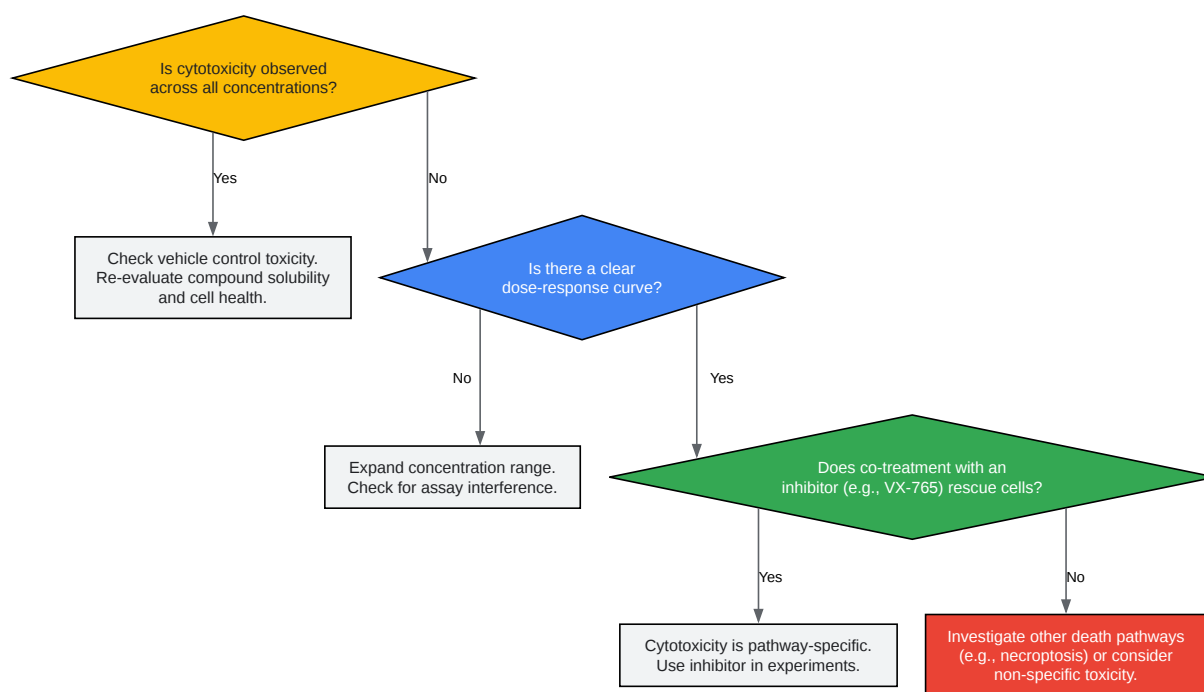 Is cytotoxicity observed
across all concentrations?
Yes
No
Check vehicle control toxicity.
Re-evaluate compound solubility
and cell health.
Is there a clear
dose-response curve?
No
Yes
Expand concentration range.
Check for assay interference.
Does co-treatment with an
inhibitor (e.g., VX-765) rescue cells?
Yes
No
Cytotoxicity is pathway-specific.
Use inhibitor in experiments.
Investigate other death pathways
(e.g., necroptosis) or consider
non-specific toxicity.